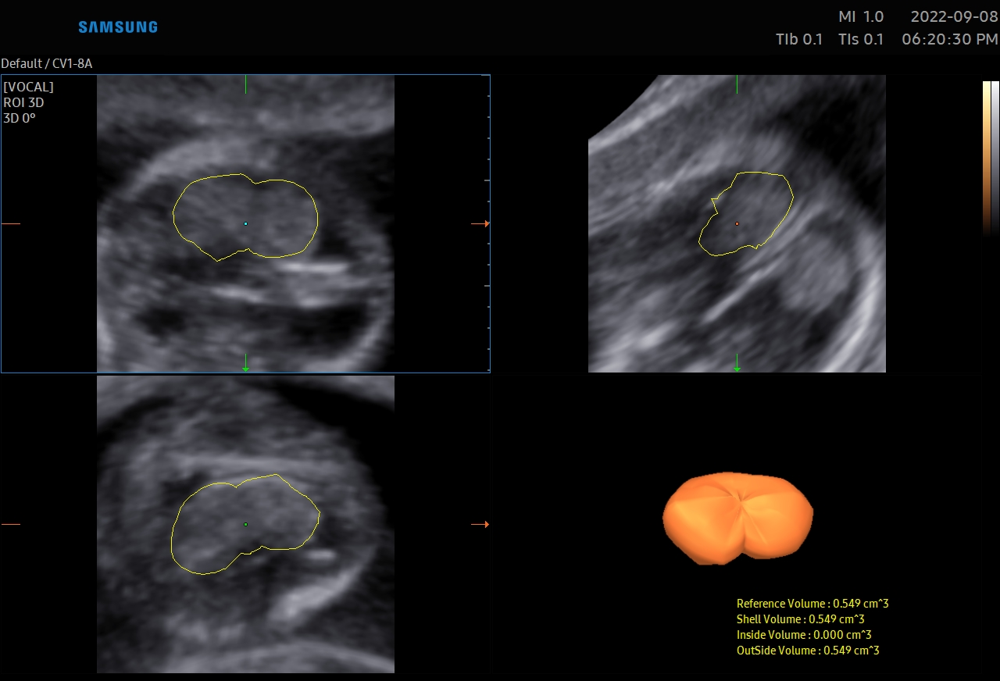 SAMSUNG
MI 1.0 2022-09-08
TIb 0.1 TIs 0.1 06:20:30 PM
Default / CV1-8A
[VOCAL]
ROI 3D
3D 0º
Reference Volume : 0.549 cm^3
Shell Volume : 0.549 cm^3
Inside Volume : 0.000 cm^3
OutSide Volume : 0.549 cm^3